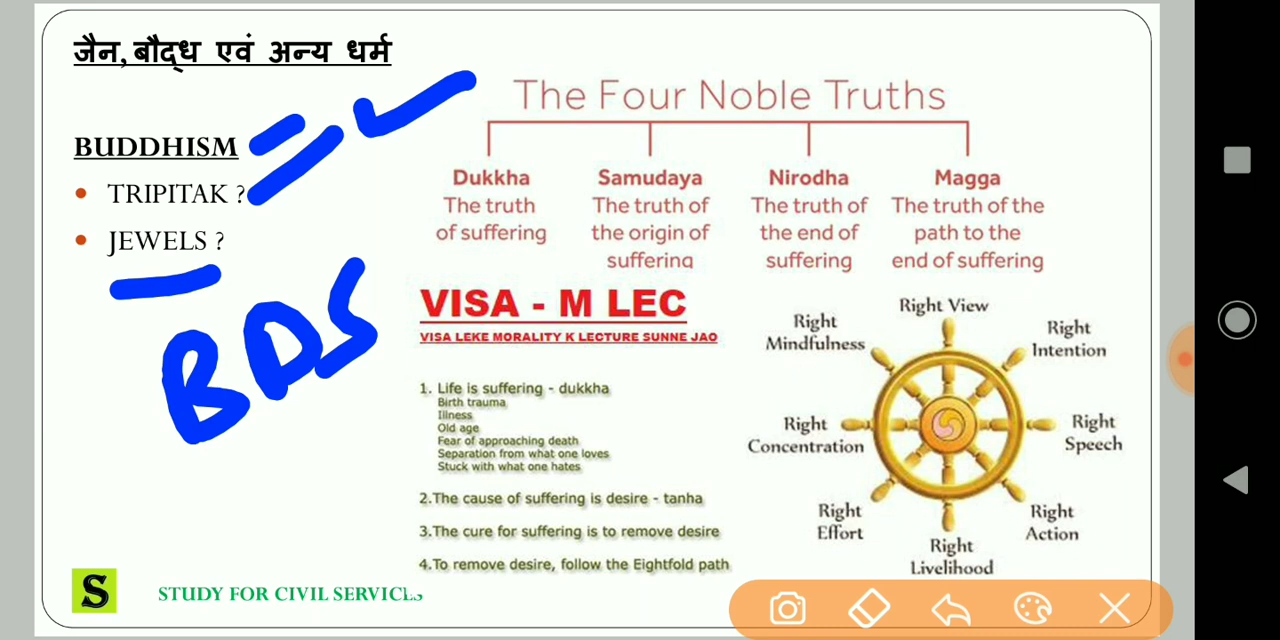 जैन, बौद्ध एवं अन्य धर्म
BUDDHISM
• TRIPITAK ?
• JEWELS ?
BDS
The Four Noble Truths
Dukkha
The truth
of suffering
Samudaya
The truth of
the origin of
suffering
Nirodha
The truth of
the end of
suffering
Magga
The truth of the
path to the
end of suffering
VISA - M LEC
VISA LEKE MORALITY K LECTURE SUNNE JAO
1. Life is suffering - dukkha
Birth trauma
Illness
Old age
Fear of approaching death
Separation from what one loves
Stuck with what one hates
2.The cause of suffering is desire - tanha
3.The cure for suffering is to remove desire
4.To remove desire, follow the Eightfold path
Right View
Right
Intention
Right
Speech
Right
Action
Right
Livelihood
Right
Effort
Right
Concentration
Right
Mindfulness
S
STUDY FOR CIVIL SERVICES